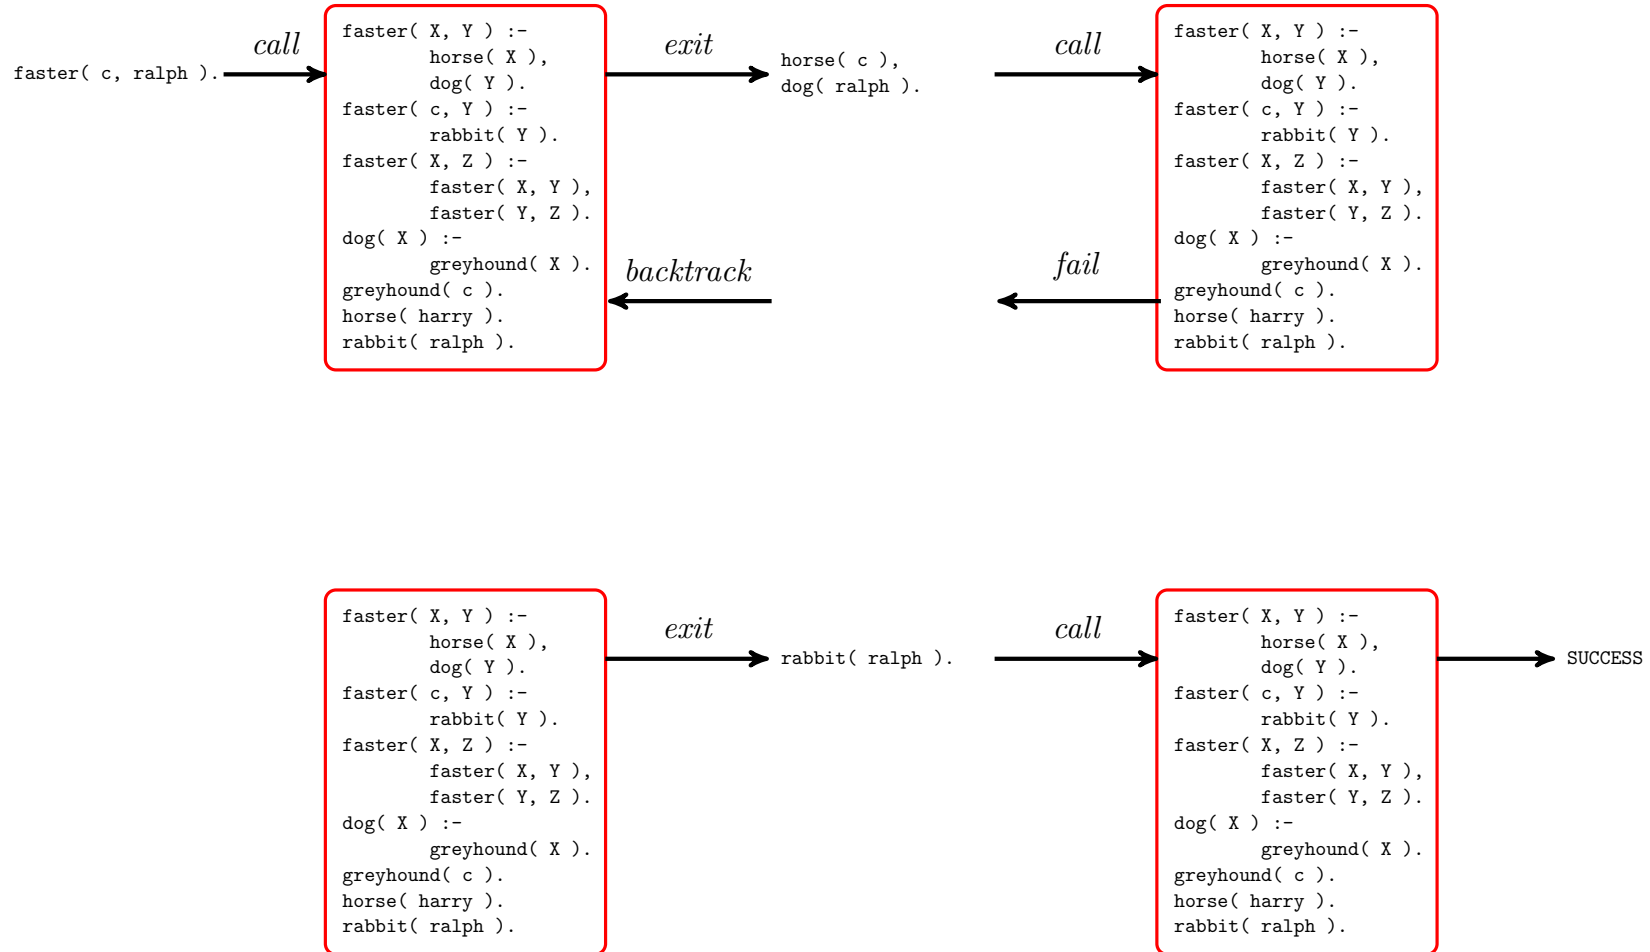 faster( c, ralph ).
call
faster( X, Y ) :-
        horse( X ),
        dog( Y ).
faster( c, Y ) :-
        rabbit( Y ).
faster( X, Z ) :-
        faster( X, Y ),
        faster( Y, Z ).
dog( X ) :-
        greyhound( X ).
greyhound( c ).
horse( harry ).
rabbit( ralph ).
exit
horse( c ),
dog( ralph ).
backtrack
call
fail
faster( X, Y ) :-
        horse( X ),
        dog( Y ).
faster( c, Y ) :-
        rabbit( Y ).
faster( X, Z ) :-
        faster( X, Y ),
        faster( Y, Z ).
dog( X ) :-
        greyhound( X ).
greyhound( c ).
horse( harry ).
rabbit( ralph ).
faster( X, Y ) :-
        horse( X ),
        dog( Y ).
faster( c, Y ) :-
        rabbit( Y ).
faster( X, Z ) :-
        faster( X, Y ),
        faster( Y, Z ).
dog( X ) :-
        greyhound( X ).
greyhound( c ).
horse( harry ).
rabbit( ralph ).
exit
rabbit( ralph ).
call
faster( X, Y ) :-
        horse( X ),
        dog( Y ).
faster( c, Y ) :-
        rabbit( Y ).
faster( X, Z ) :-
        faster( X, Y ),
        faster( Y, Z ).
dog( X ) :-
        greyhound( X ).
greyhound( c ).
horse( harry ).
rabbit( ralph ).
SUCCESS